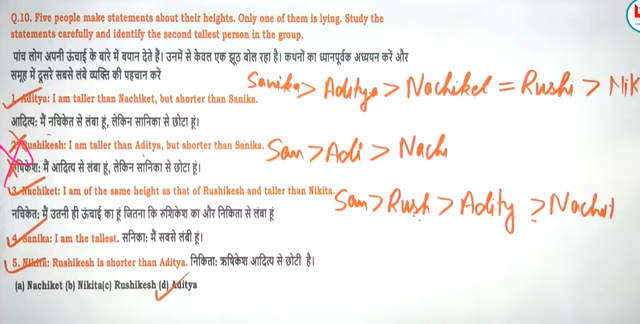 Q.10. Five people make statements about their heights. Only one of them is lying. Study the
statements carefully and identify the second tallest person in the group.
पांच लोग अपनी ऊंचाई के बारे में बयान देते हैं। उनमें से केवल एक झूठ बोल रहा है। कथनों का ध्यानपूर्वक अध्ययन करें और
समूह में दूसरे सबसे लंबे व्यक्ति की पहचान करें
Sanika > Aditya > Nachiket = Rushi > Nik
1. Aditya: I am taller than Nachiket, but shorter than Sanika.
आदित्य: मैं नचिकेत से लंबा हूं, लेकिन सानिका से छोटा हूं।
2. Rushikesh: I am taller than Aditya, but shorter than Sanika.
San > Adi > Nach
ऋषिकेश: मैं आदित्य से लंबा हूं, लेकिन सानिका से छोटा हूं।
3. Nachiket: I am of the same height as that of Rushikesh and taller than Nikita.
San > Rush > Adity > Nachit
नचिकेत: मैं उतनी ही ऊंचाई का हूं जितना कि रुशिकेश का और निकिता से लंबा हूं
4. Sanika: I am the tallest. सनिका: मैं सबसे लंबी हूं।
5. Nikita: Rushikesh is shorter than Aditya. निकिता: ऋषिकेश आदित्य से छोटी है।
(a) Nachiket (b) Nikita(c) Rushikesh (d) Aditya